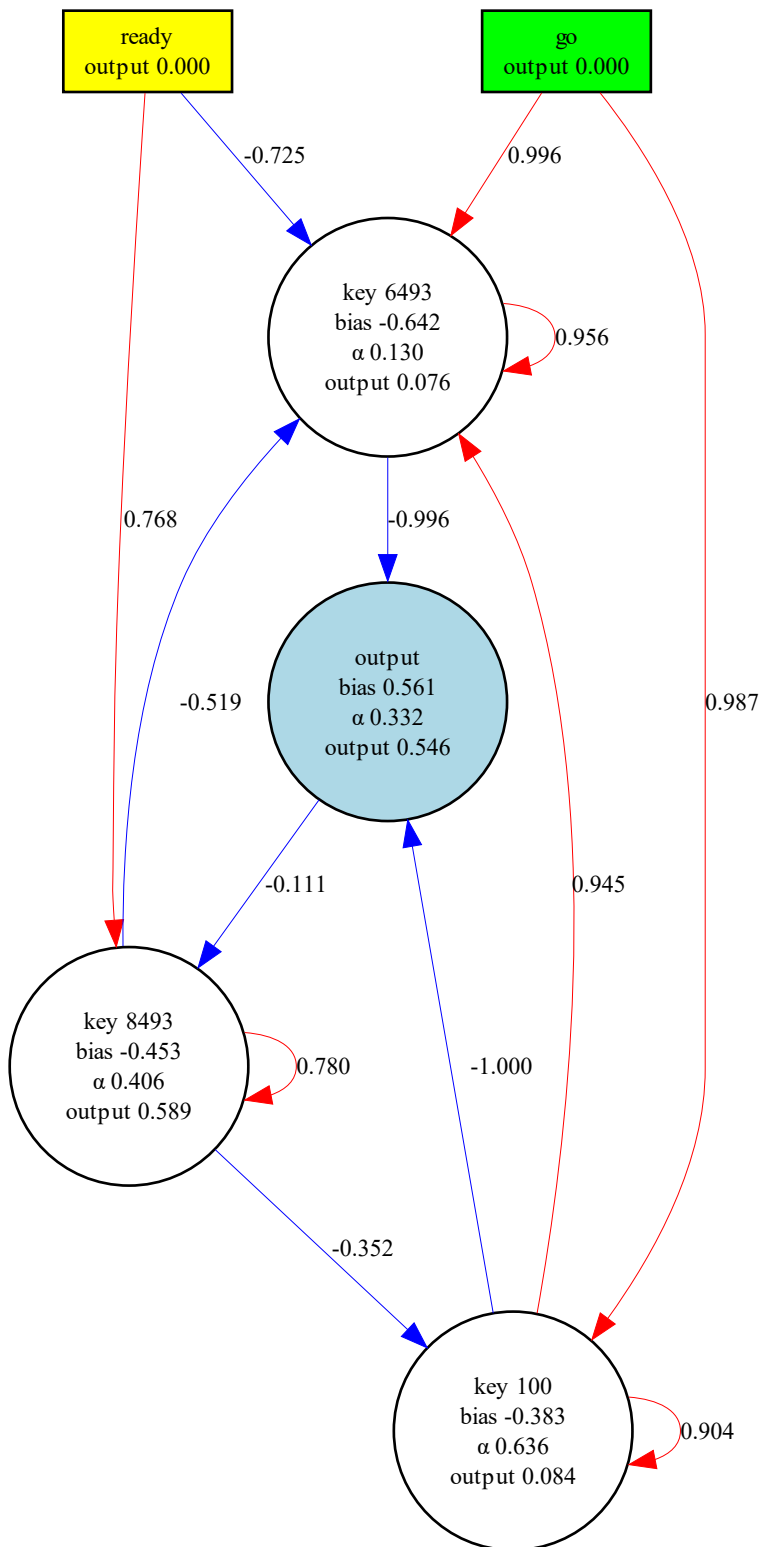 ready
output 0.000
go
output 0.000
-0.725
0.996
key 6493
bias -0.642
α 0.130
output 0.076
0.956
0.768
-0.996
-0.519
output
bias 0.561
α 0.332
output 0.546
0.987
-0.111
0.945
key 8493
bias -0.453
α 0.406
output 0.589
0.780
-1.000
-0.352
key 100
bias -0.383
α 0.636
output 0.084
0.904